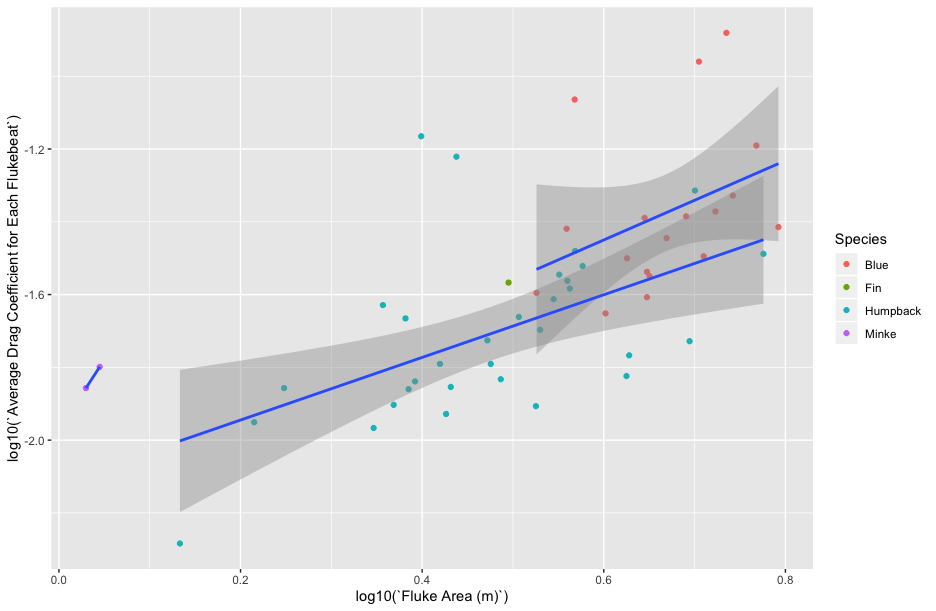 log10(`Average Drag Coefficient for Each Flukebeat`)
-1.2
-1.6
-2.0
0.0 0.2 0.4 0.6 0.8
log10(`Fluke Area (m)`)
Species
Blue
Fin
Humpback
Minke